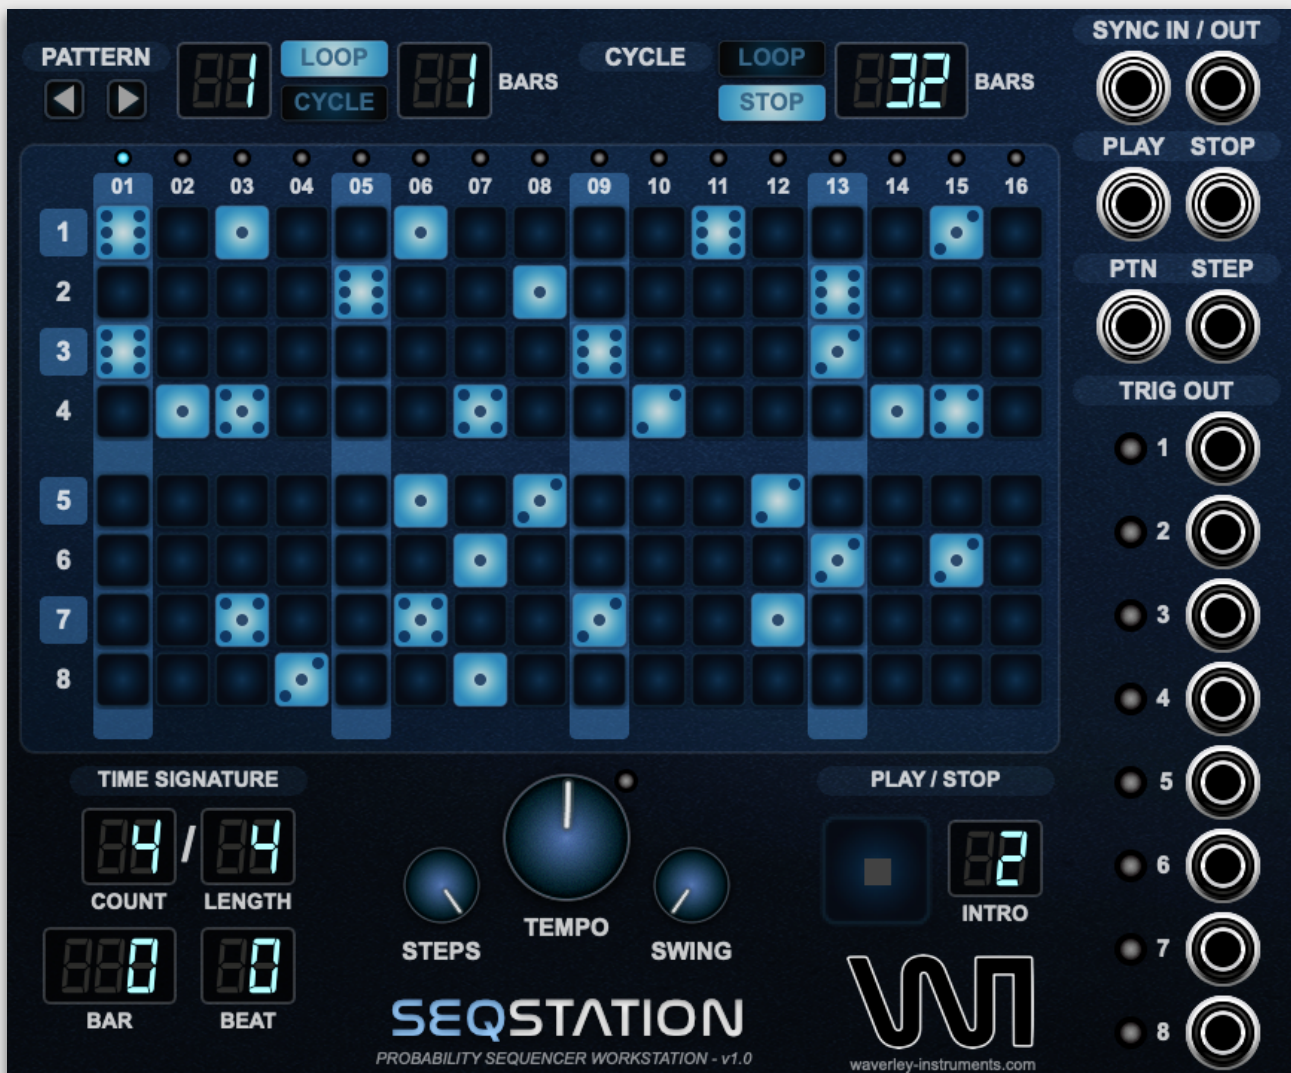 SYNC IN / OUT
PATTERN 1 LOOP 1 BARS CYCLE LOOP 32 BARS
CYCLE STOP
PLAY STOP
01 02 03 04 05 06 07 08 09 10 11 12 13 14 15 16
1
2
PTN STEP
3
4
TRIG OUT
5
6
7
8
1
2
3
4
5
6
7
8
TIME SIGNATURE
4 / 4
COUNT LENGTH
0 0
BAR BEAT
STEPS TEMPO SWING
PLAY / STOP
2
INTRO
SEQSTATION
PROBABILITY SEQUENCER WORKSTATION - v1.0
WI
waverley-instruments.com